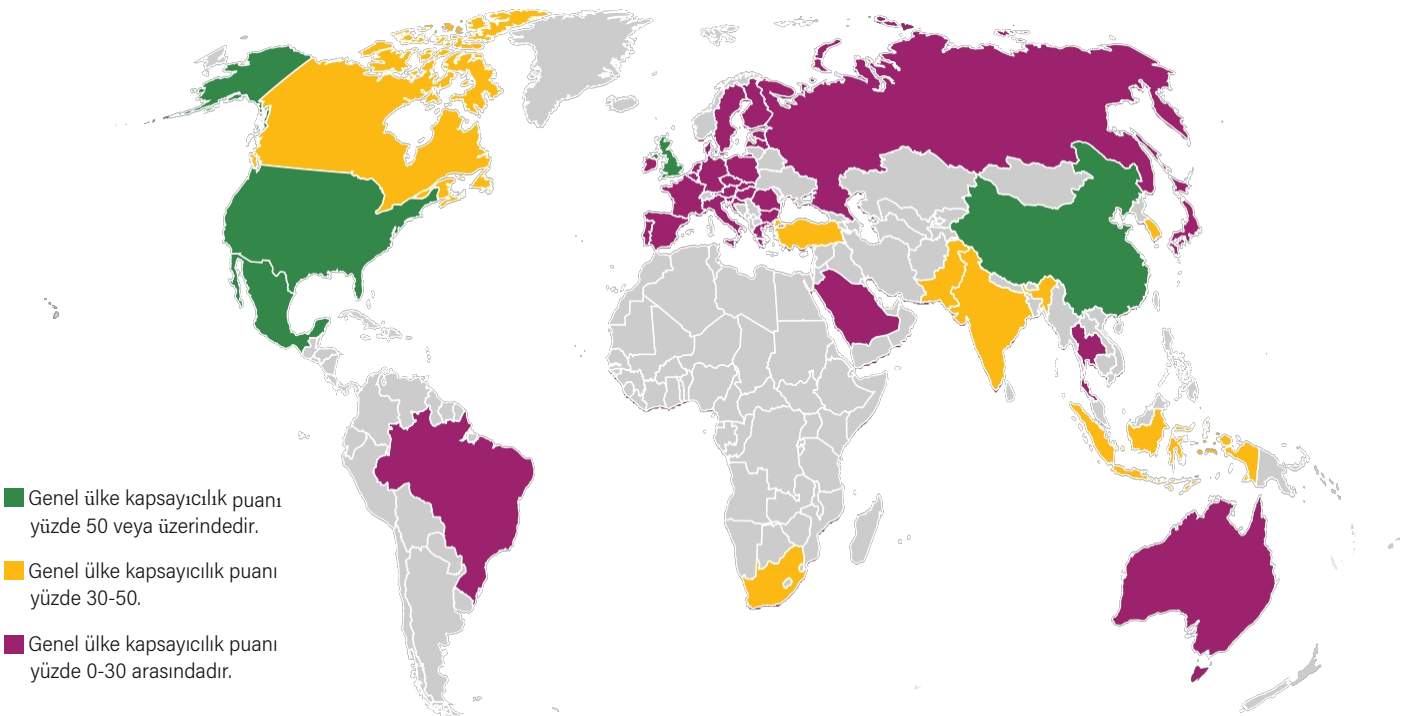 Genel ülke kapsayıcılık puanı
yüzde 50 veya üzerindedir.
Genel ülke kapsayıcılık puanı
yüzde 30-50.
Genel ülke kapsayıcılık puanı
yüzde 0-30 arasındadır.